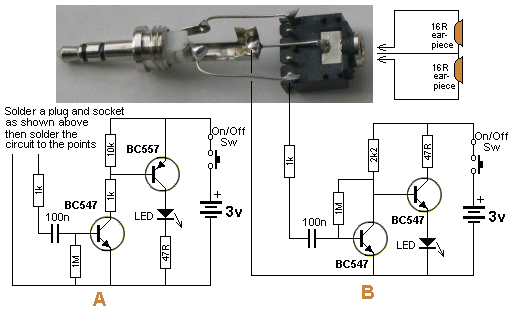 16R
ear-
piece
16R
ear-
piece
Solder a plug and socket
as shown above
then solder the
circuit to the points
10k
BC557
On/Off
Sw
1k
1k
BC547
100n
1M
LED
47R
+
3v
A
1k
2k2
47R
On/Off
Sw
1M
100n
BC547
BC547
LED
+
3v
B